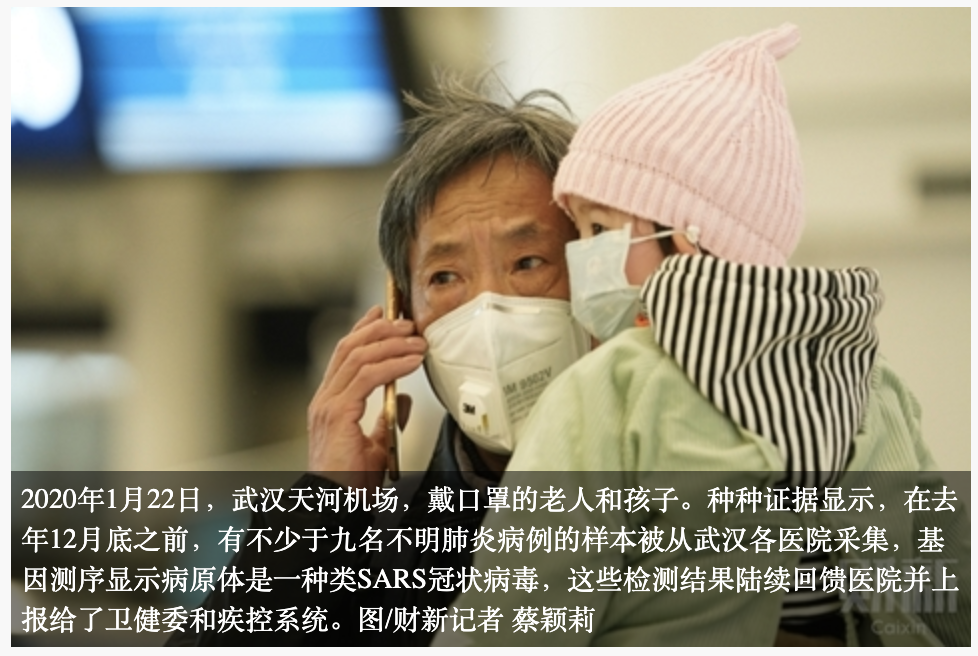 3M 9502V
3M
2020年1月22日，武汉天河机场，戴口罩的老人和孩子。种种证据显示，在去
年12月底之前，有不少于九名不明肺炎病例的样本被从武汉各医院采集，基
因测序显示病原体是一种类SARS冠状病毒，这些检测结果陆续回馈医院并上
报给了卫健委和疾控系统。图/财新记者 蔡颖莉
Caixin